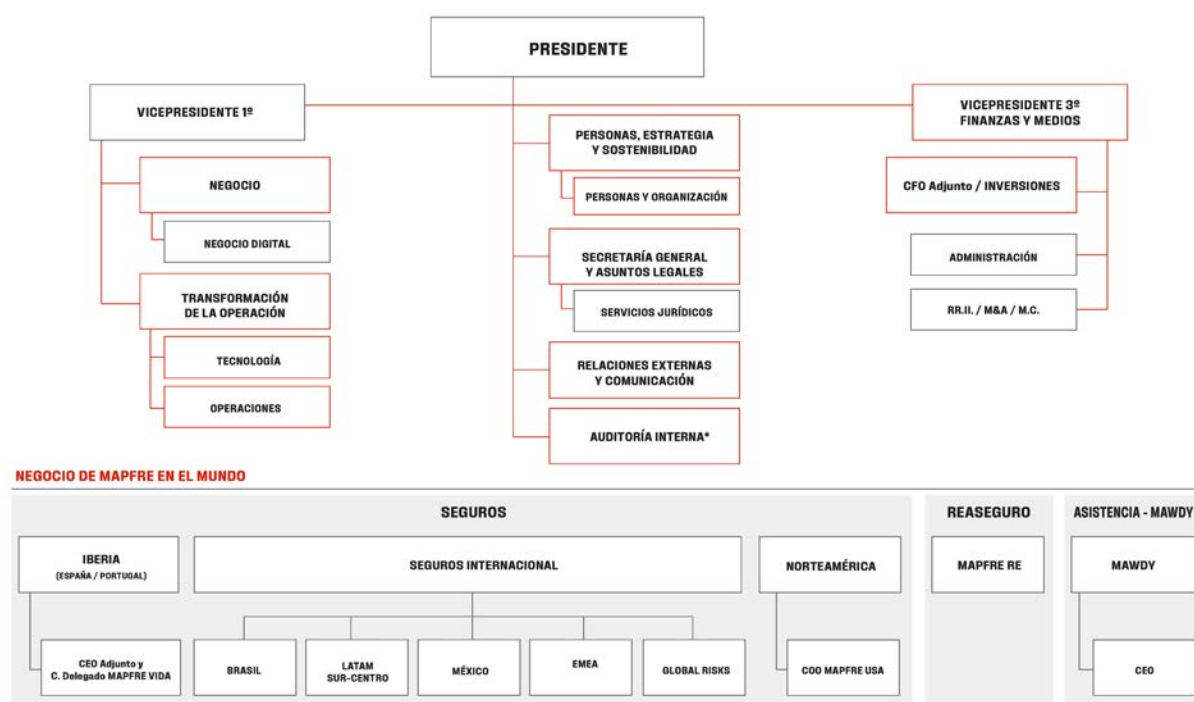 PRESIDENTE
VICEPRESIDENTE 1º
NEGOCIO
NEGOCIO DIGITAL
TRANSFORMACIÓN
DE LA OPERACIÓN
TECNOLOGÍA
OPERACIONES
PERSONAS, ESTRATEGIA
Y SOSTENIBILIDAD
PERSONAS Y ORGANIZACIÓN
SECRETARÍA GENERAL
Y ASUNTOS LEGALES
SERVICIOS JURÍDICOS
RELACIONES EXTERNAS
Y COMUNICACIÓN
AUDITORÍA INTERNA*
VICEPRESIDENTE 3º
FINANZAS Y MEDIOS
CFO Adjunto / INVERSIONES
ADMINISTRACIÓN
RR.II. / M&A / M.C.
NEGOCIO DE MAPFRE EN EL MUNDO
SEGUROS
IBERIA
(ESPAÑA / PORTUGAL)
CEO Adjunto y
C. Delegado MAPFRE VIDA
SEGUROS INTERNACIONAL
BRASIL
LATAM
SUR-CENTRO
MÉXICO
EMEA
GLOBAL RISKS
NORTEAMÉRICA
COO MAPFRE USA
REASEGURO
MAPFRE RE
ASISTENCIA - MAWDY
MAWDY
CEO